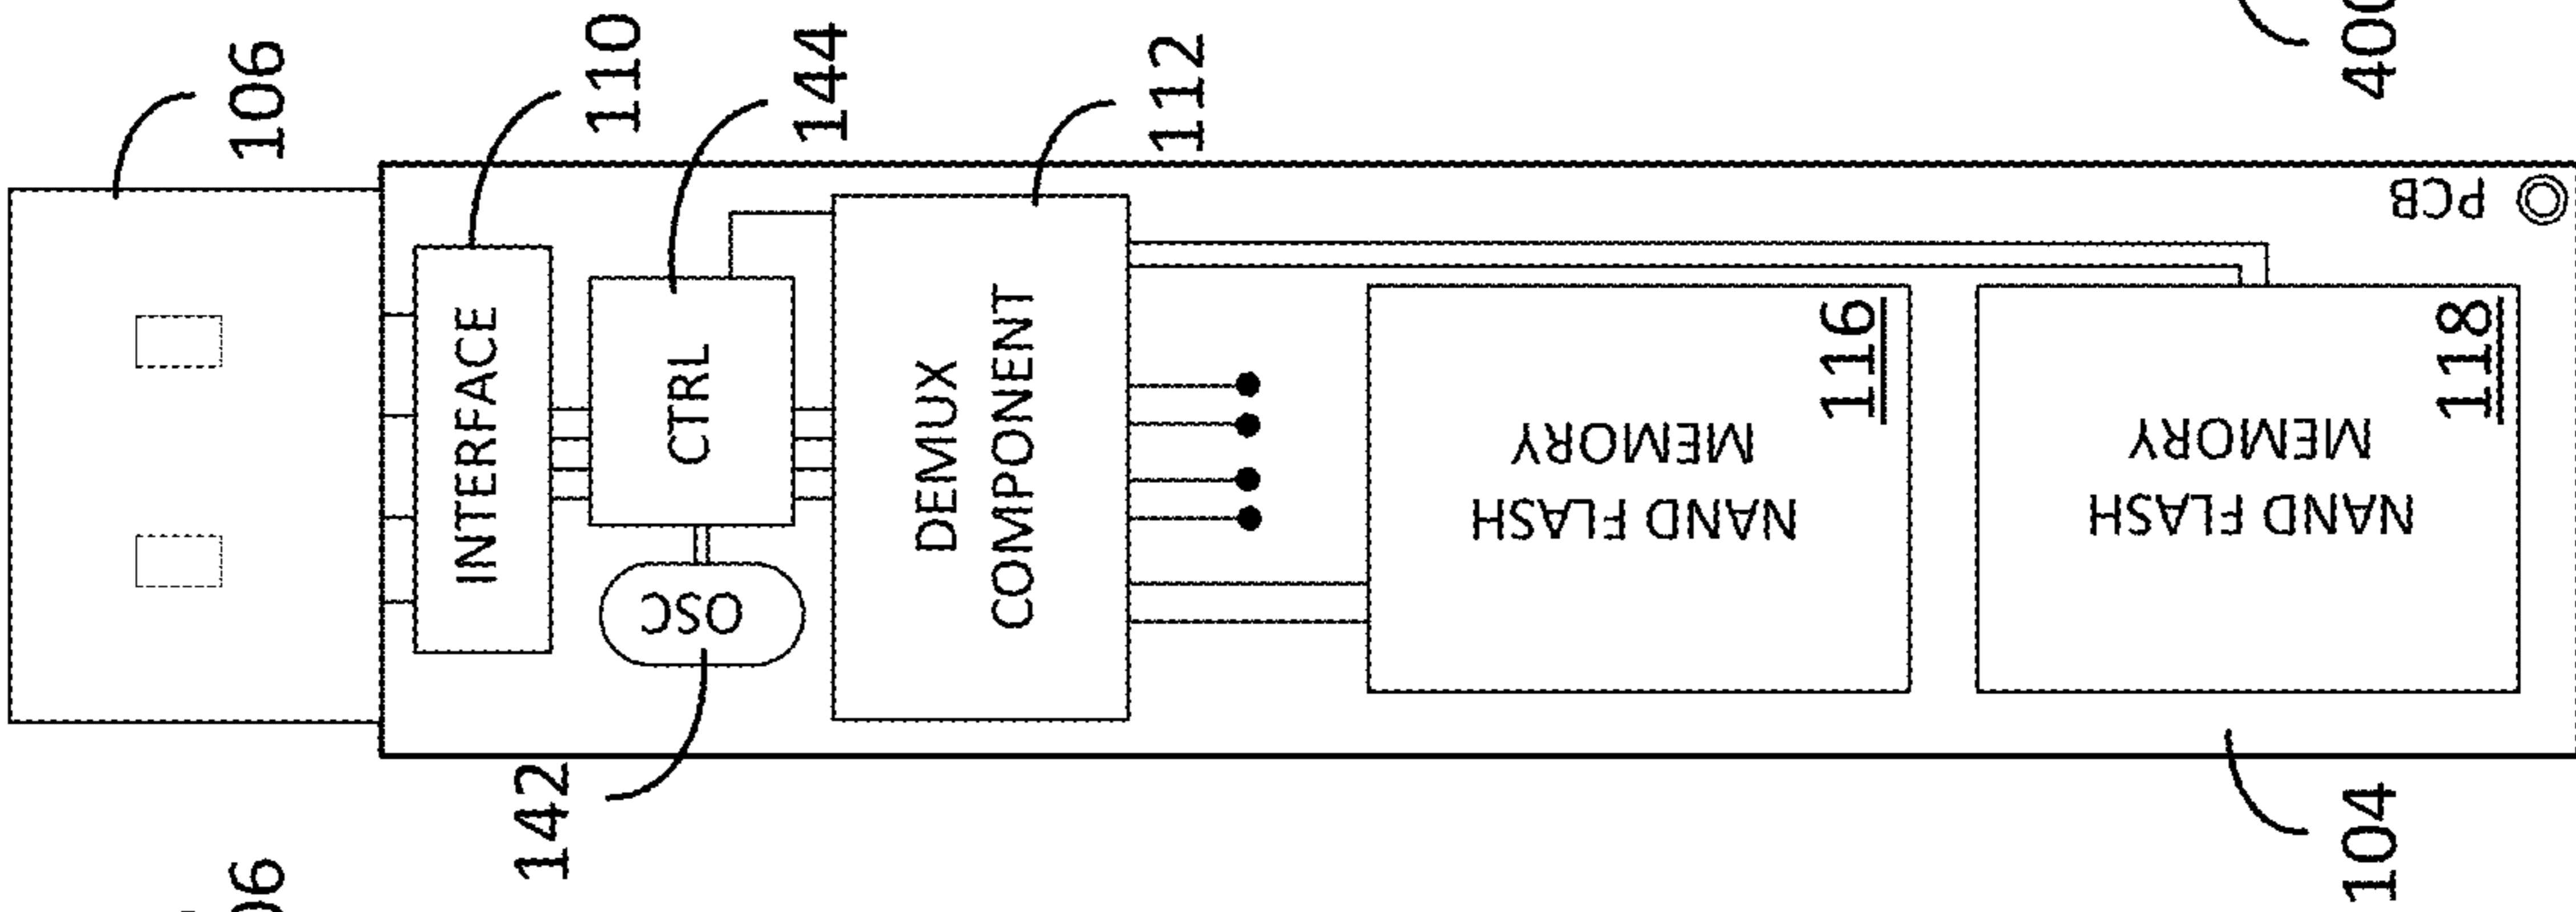 106
110
INTERFACE
144
CTRL
OSC
142
112
DEMUX
COMPONENT
NAND FLASH
MEMORY
116
NAND FLASH
MEMORY
118
PCB
104
400
06